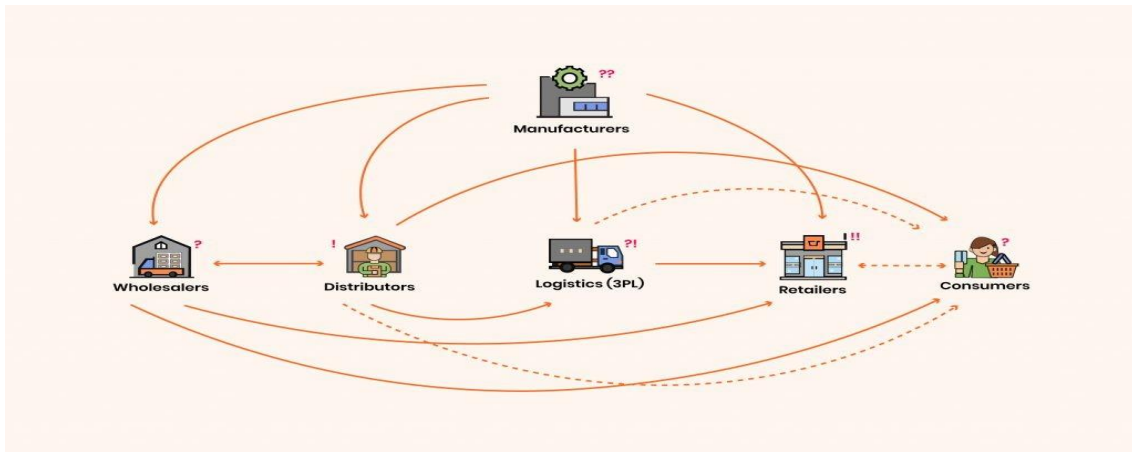 ??
Manufacturers
?
!
?!
!!
?
Wholesalers
Distributors
Logistics (3PL)
Retailers
Consumers